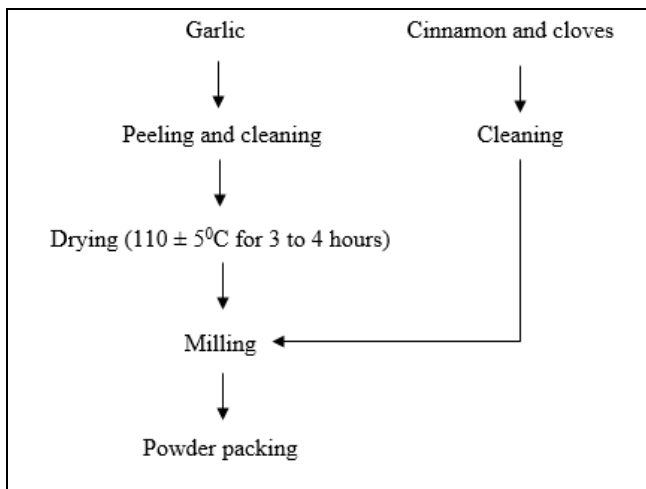 Garlic
Cinnamon and cloves
Peeling and cleaning
Cleaning
Drying (110 ± 5⁰C for 3 to 4 hours)
Milling
Powder packing